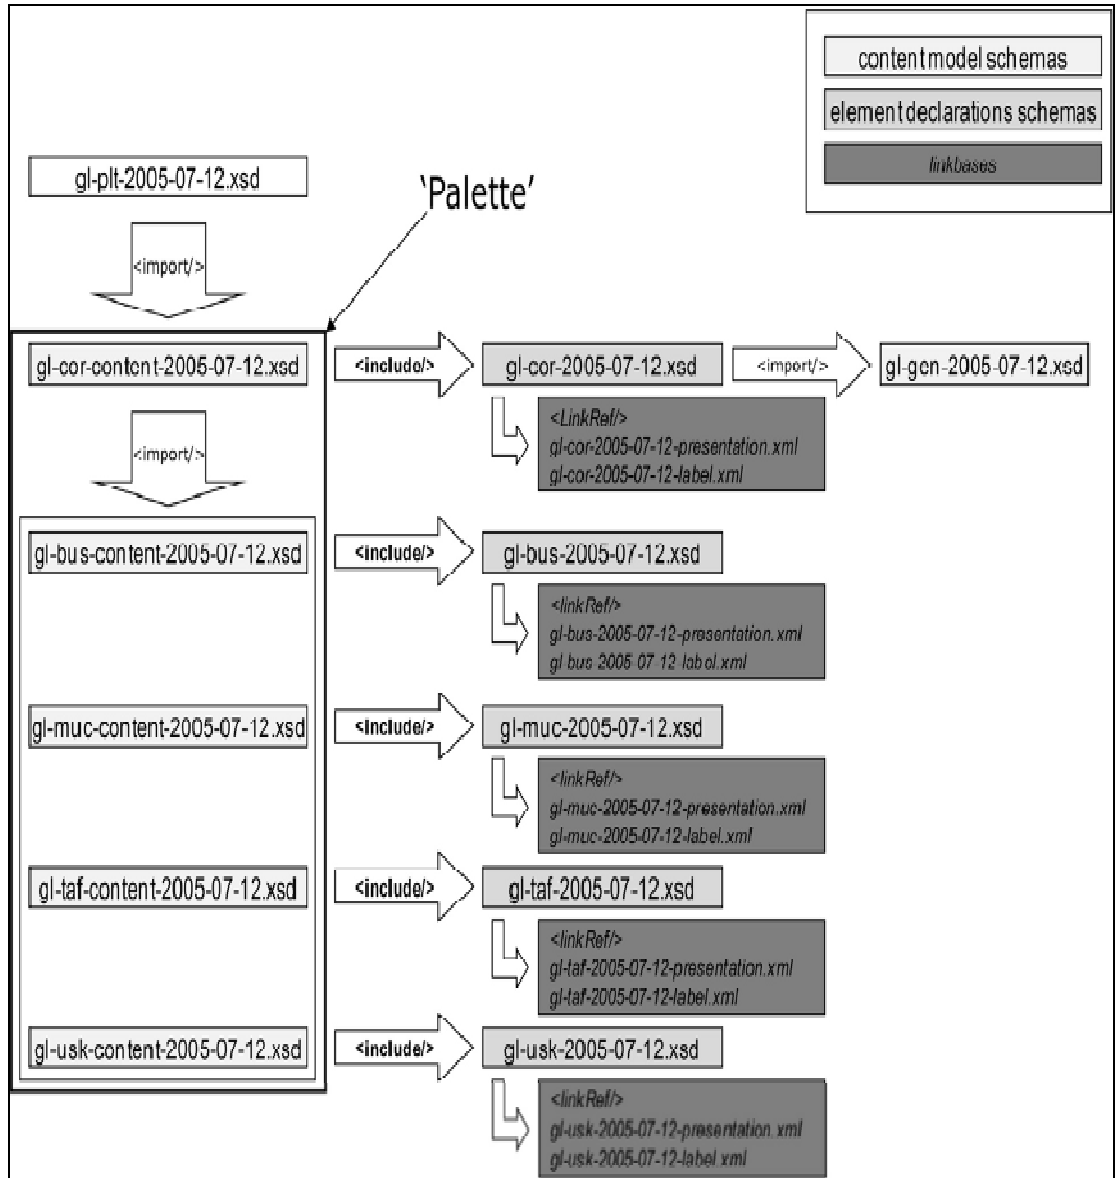 content model schemas
element declarations schemas
linkbases
gl-plt-2005-07-12.xsd
'Palette'
<import/>
gl-cor-content-2005-07-12.xsd
<include/>
gl-cor-2005-07-12.xsd
<import/>
gl-gen-2005-07-12.xsd
<LinkRef/>
gl-cor-2005-07-12-presentation.xml
gl-cor-2005-07-12-label.xml
<import/>
gl-bus-content-2005-07-12.xsd
<include/>
gl-bus-2005-07-12.xsd
<linkRef/>
gl-bus-2005-07-12-presentation.xml
gl-bus-2005-07-12-label.xml
gl-muc-content-2005-07-12.xsd
<include/>
gl-muc-2005-07-12.xsd
<linkRef/>
gl-muc-2005-07-12-presentation.xml
gl-muc-2005-07-12-label.xml
gl-taf-content-2005-07-12.xsd
<include/>
gl-taf-2005-07-12.xsd
<linkRef/>
gl-taf-2005-07-12-presentation.xml
gl-taf-2005-07-12-label.xml
gl-usk-content-2005-07-12.xsd
<include/>
gl-usk-2005-07-12.xsd
<linkRef/>
gl-usk-2005-07-12-presentation.xml
gl-usk-2005-07-12-label.xml